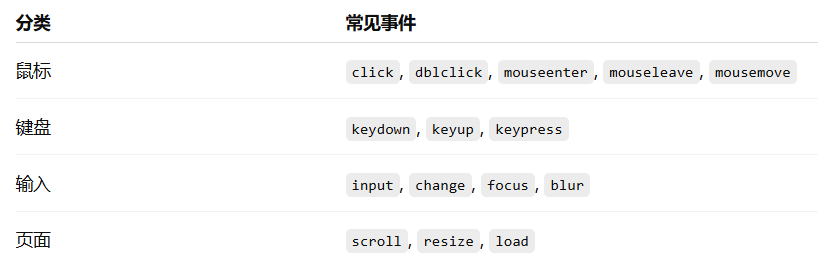 分类 常见事件
鼠标 click, dblclick, mouseenter, mouseleave, mousemove
键盘 keydown, keyup, keypress
输入 input, change, focus, blur
页面 scroll, resize, load